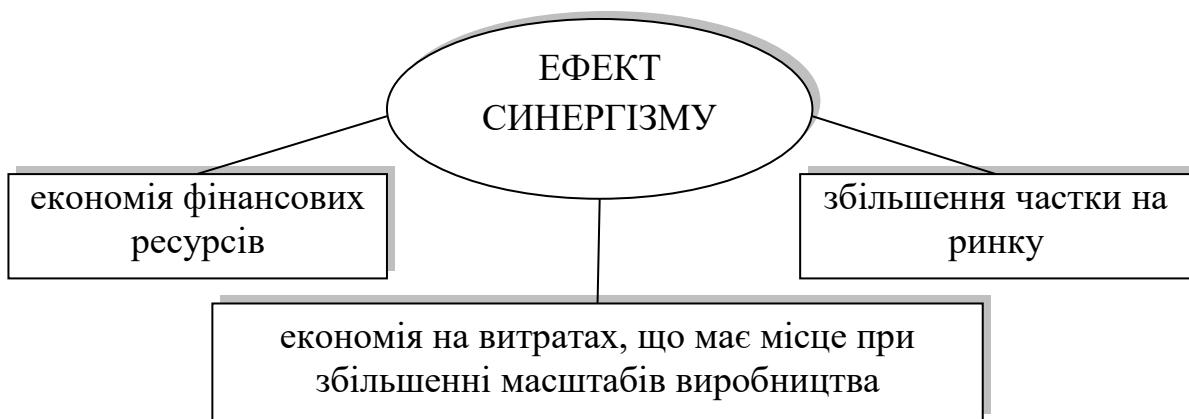 ЕФЕКТ
СИНЕРГІЗМУ
економія фінансових
ресурсів
збільшення частки на
ринку
економія на витратах, що має місце при
збільшенні масштабів виробництва